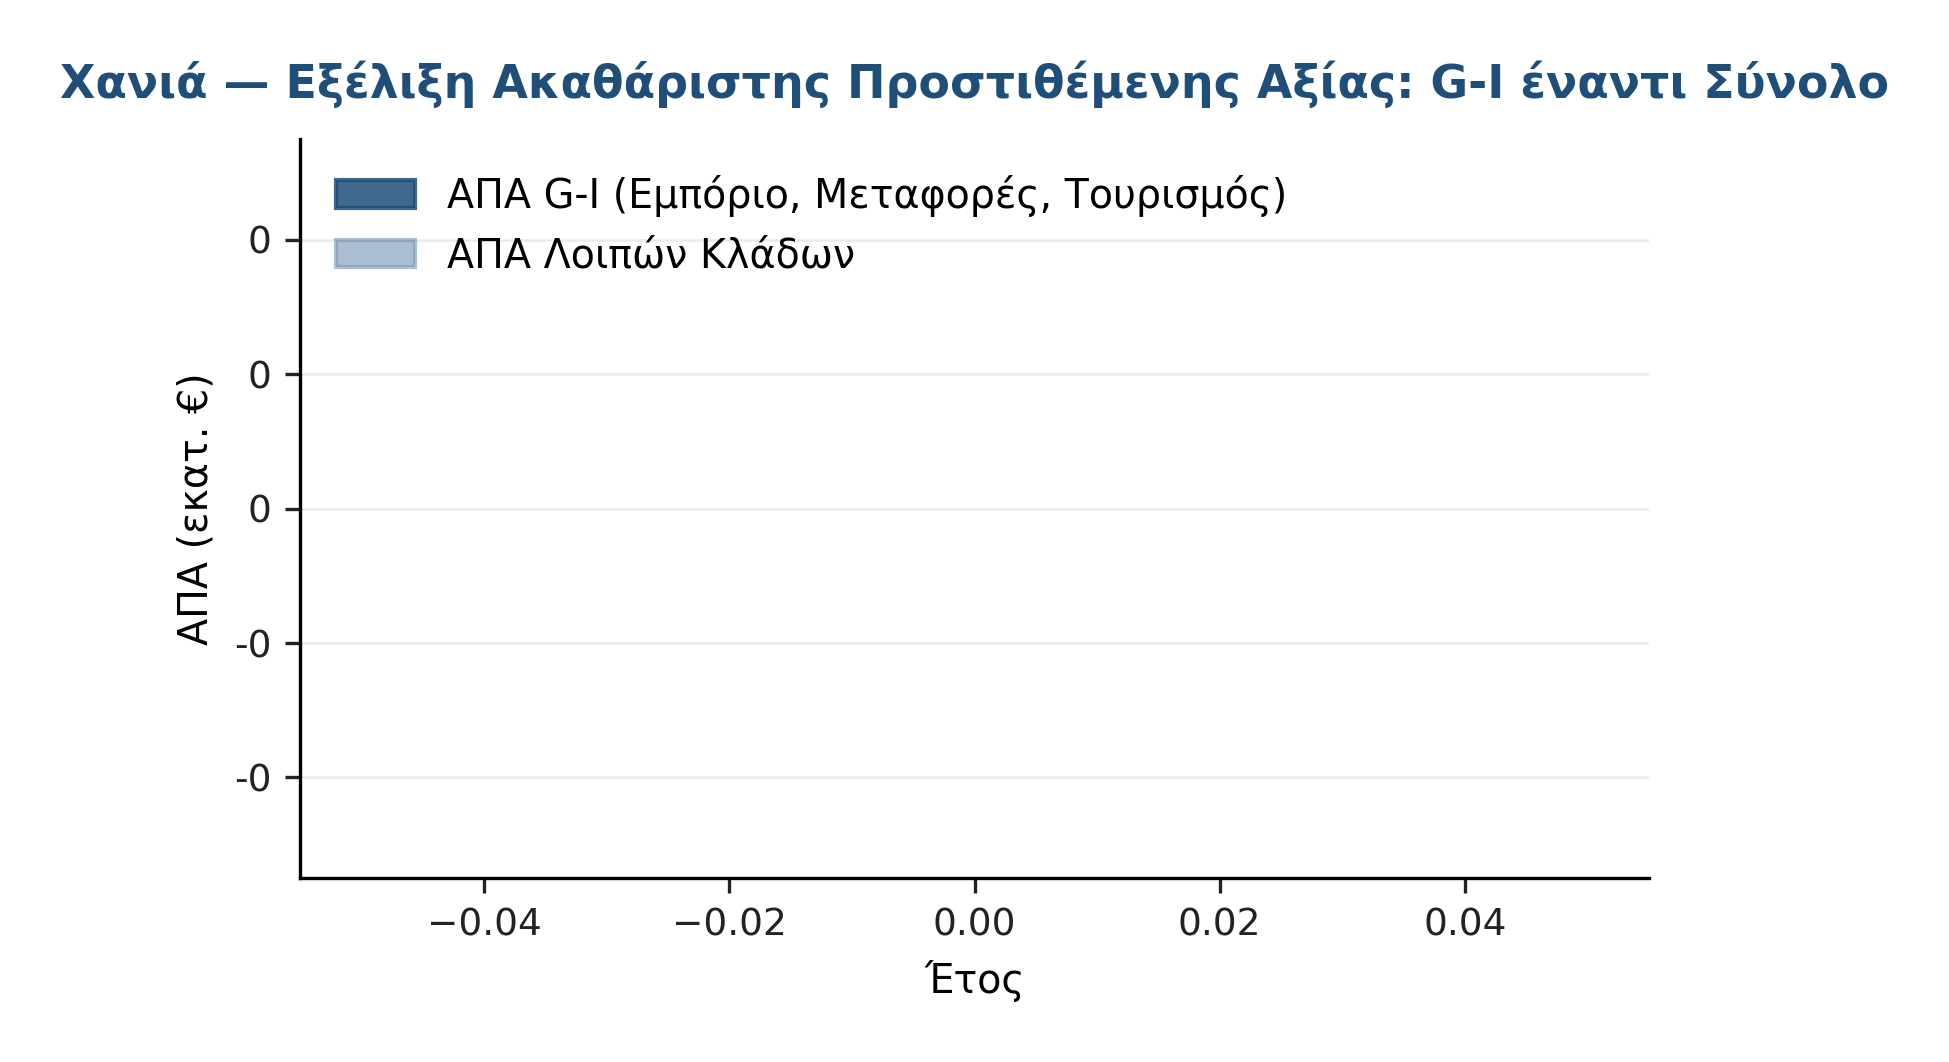 Χανιά — Εξέλιξη Ακαθάριστης Προστιθέμενης Αξίας: G-I έναντι Σύνολο
ΑΠΑ G-I (Εμπόριο, Μεταφορές, Τουρισμός)
ΑΠΑ Λοιπών Κλάδων
ΑΠΑ (εκατ. €)
0
0
0
-0
-0
−0.04 −0.02 0.00 0.02 0.04
Έτος